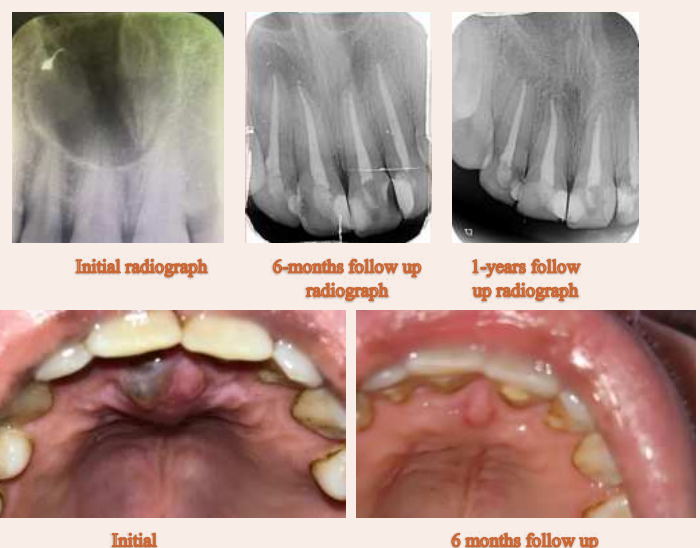 Initial radiograph
6-months follow up
radiograph
1-years follow
up radiograph
Initial
6 months follow up